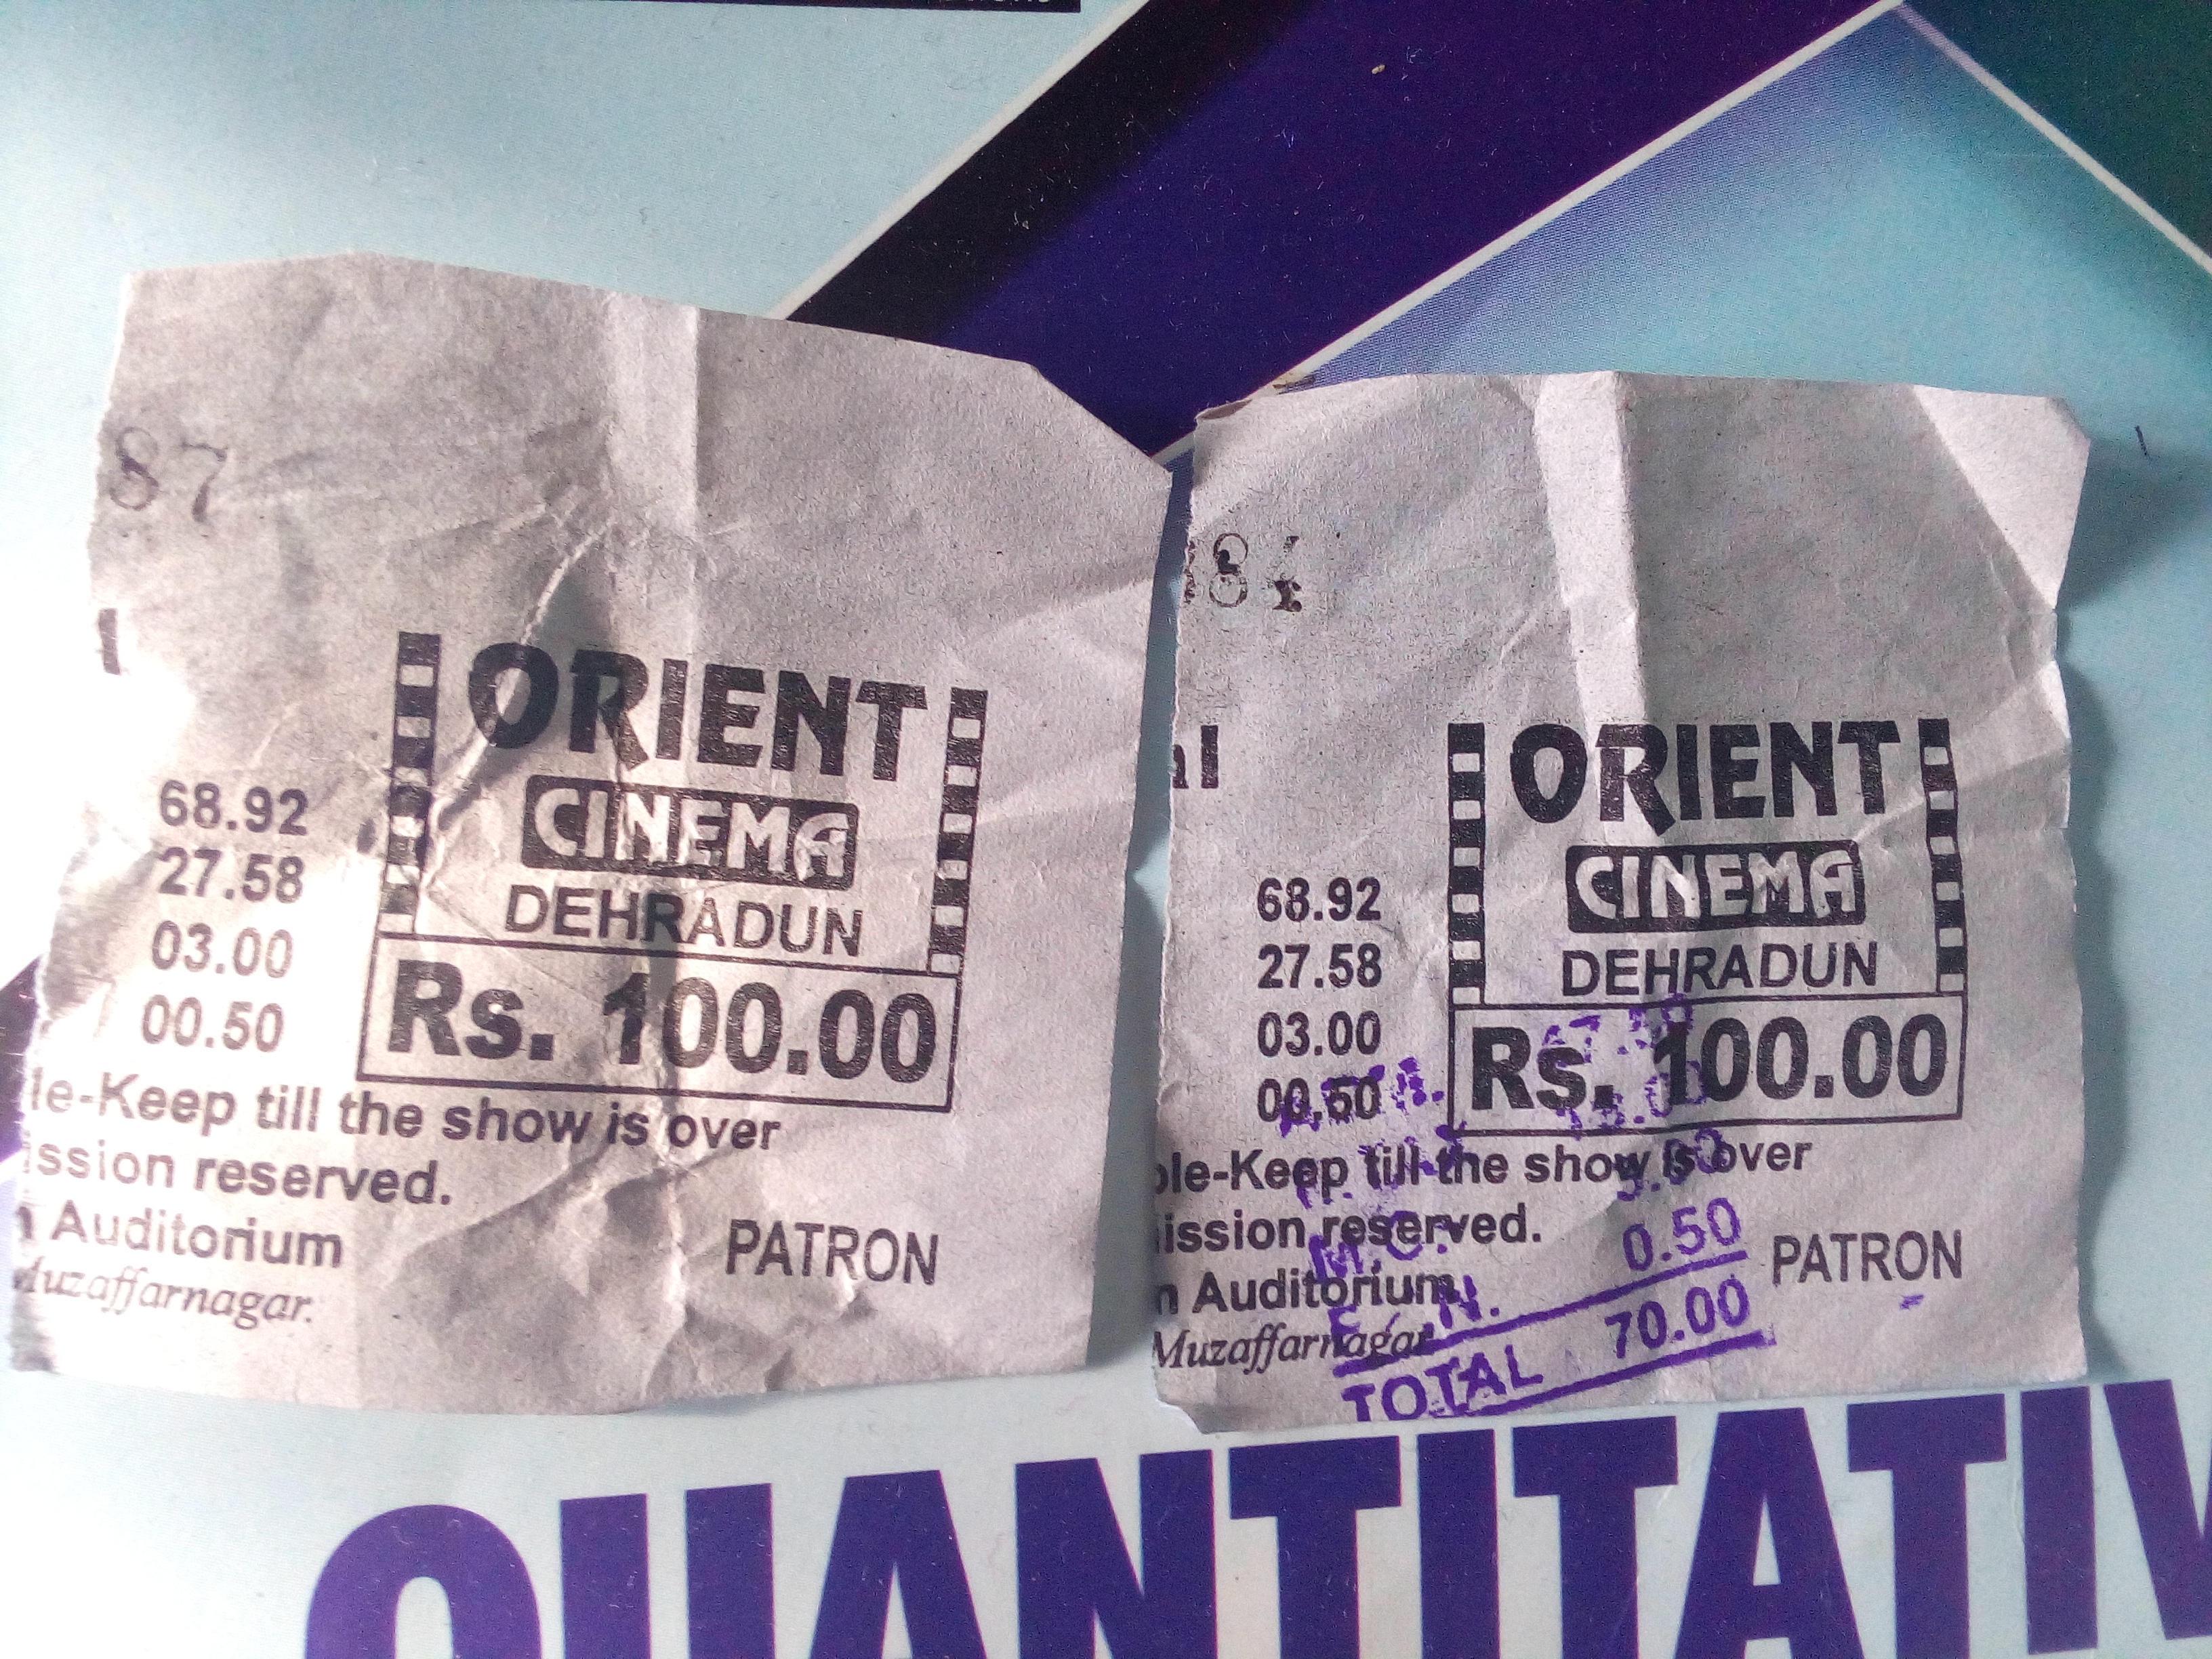 87
ORIENT
CINEMA
DEHRADUN
68.92
27.58
03.00
00.50
Rs. 100.00
le-Keep till the show is over
ission reserved.
Auditorium
Muzaffarnagar.
PATRON
84
ORIENT
CINEMA
DEHRADUN
68.92
27.58
03.00
00.50
Rs. 100.00
ole-Keep till the show is over
ission reserved.
n Auditorium
Muzaffarnagar.
PATRON
0.50
TOTAL 70.00
QUANTITATIV